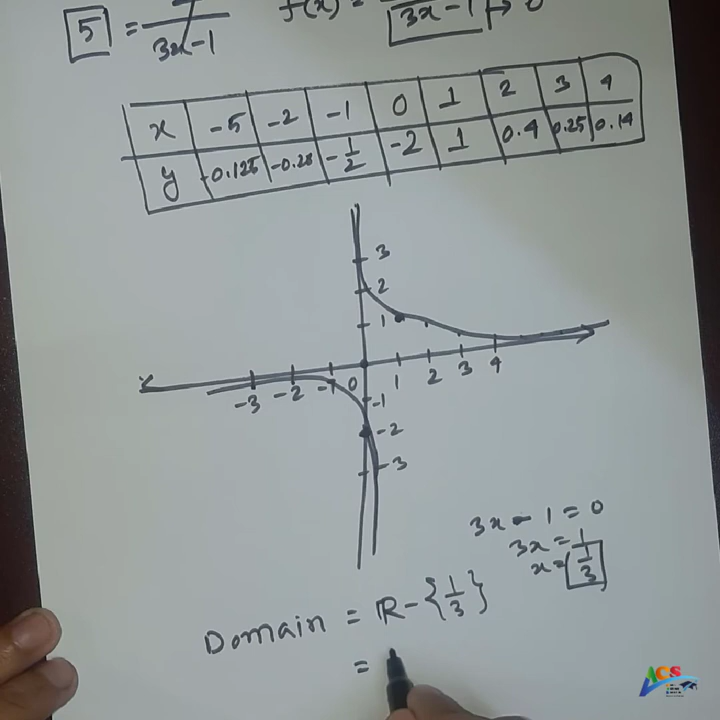 5 =
3x-1
f(x) =
3x-1 → 0
x -5 -2 -1 0 1 2 3 4
y -0.125 -0.28 -1/2 -2 1 0.4 0.25 0.14
3
2
1
-3 -2 -1 0 1 2 3 4
-1
-2
-3
3x - 1 = 0
3x = 1
x = 1/3
Domain = R - {1/3}
=
ACS